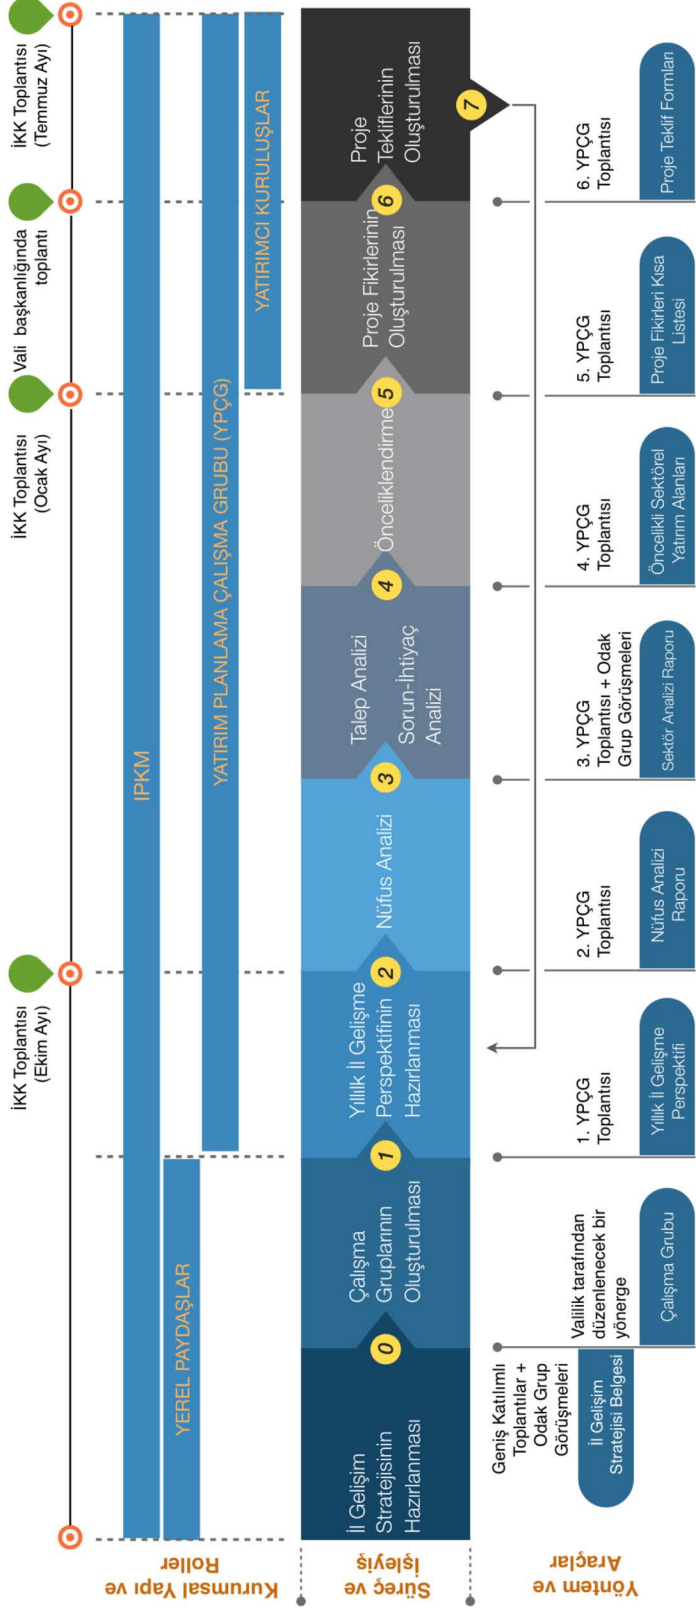 İKK Toplantısı
(Ekim Ayı)
İKK Toplantısı
(Ocak Ayı)
Vali başkanlığında
toplantı
İKK Toplantısı
(Temmuz Ayı)
Kurumsal Yapı ve
Roller
IPKM
YEREL PAYDAŞLAR
YATIRIM PLANLAMA ÇALIŞMA GRUBU (YPÇG)
YATIRIMCI KURULUŞLAR
Süreç ve
İşleyiş
İl Gelişim
Stratejisinin
Hazırlanması
0
Çalışma
Gruplarının
Oluşturulması
1
Yıllık İl Gelişme
Perspektifinin
Hazırlanması
2
Nüfus Analizi
3
Talep Analizi
Sorun-İhtiyaç
Analizi
4
Önceliklendirme
5
Proje Fikirlerinin
Oluşturulması
6
Proje
Tekliflerinin
Oluşturulması
7
Yöntem ve
Araçlar
Geniş Katılımlı
Toplantılar +
Odak Grup
Görüşmeleri
İl Gelişim
Stratejisi Belgesi
Valilik tarafından
düzenlenecek bir
yönerge
Çalışma Grubu
1. YPÇG
Toplantısı
Yıllık İl Gelişme
Perspektifi
2. YPÇG
Toplantısı
Nüfus Analizi
Raporu
3. YPÇG
Toplantısı + Odak
Grup Görüşmeleri
Sektör Analizi Raporu
4. YPÇG
Toplantısı
Öncelikli Sektörel
Yatırım Alanları
5. YPÇG
Toplantısı
Proje Fikirleri Kısa
Listesi
6. YPÇG
Toplantısı
Proje Teklif Formları